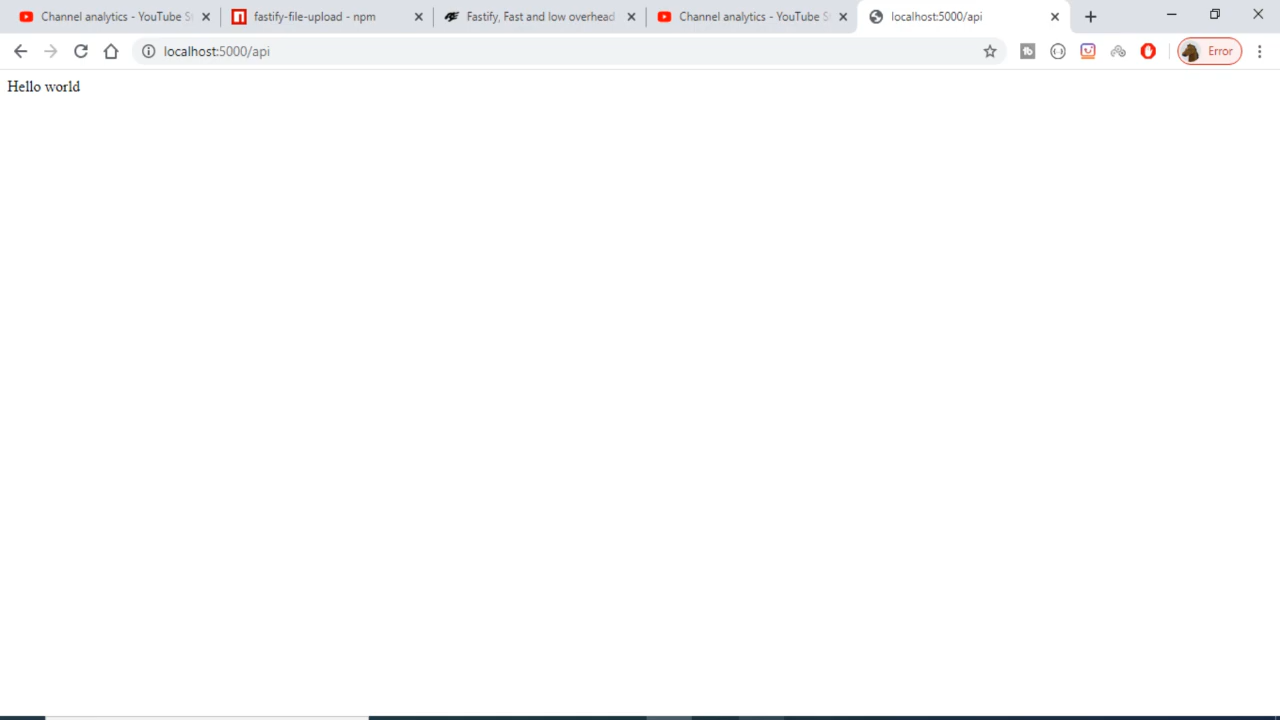 Channel analytics - YouTube S
fastify-file-upload - npm
Fastify, Fast and low overhead
Channel analytics - YouTube S
localhost:5000/api
localhost:5000/api
Error
Hello world